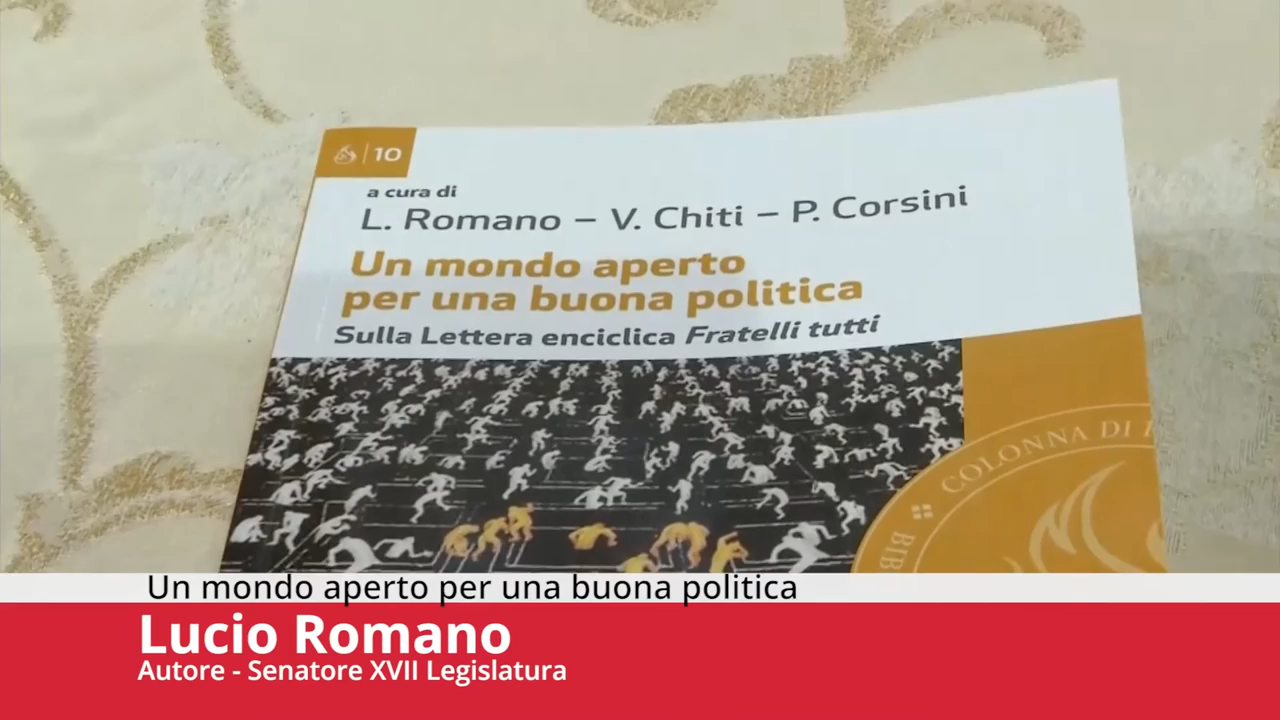 10
a cura di
L. Romano – V. Chiti – P. Corsini
Un mondo aperto
per una buona politica
Sulla Lettera enciclica Fratelli tutti
COLONNA DI
Un mondo aperto per una buona politica
Lucio Romano
Autore - Senatore XVII Legislatura